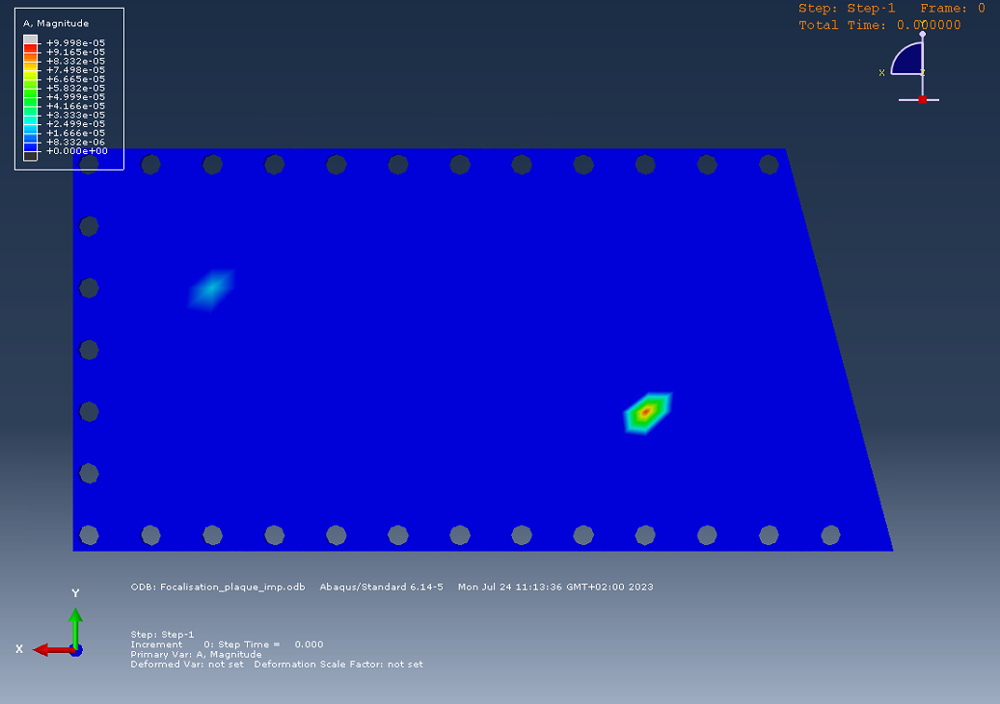 Step: Step-1   Frame: 0
Total Time: 0.000000
A, Magnitude
+9.998e-05
+9.165e-05
+8.332e-05
+7.498e-05
+6.665e-05
+5.832e-05
+4.999e-05
+4.166e-05
+3.333e-05
+2.499e-05
+1.666e-05
+8.332e-06
+0.000e+00
Y
X
Z
ODB: Focalisation_plaque_imp.odb   Abaqus/Standard 6.14-5   Mon Jul 24 11:13:36 GMT+02:00 2023
Y
X
Step: Step-1
Increment   0: Step Time =   0.000
Primary Var: A, Magnitude
Deformed Var: not set   Deformation Scale Factor: not set